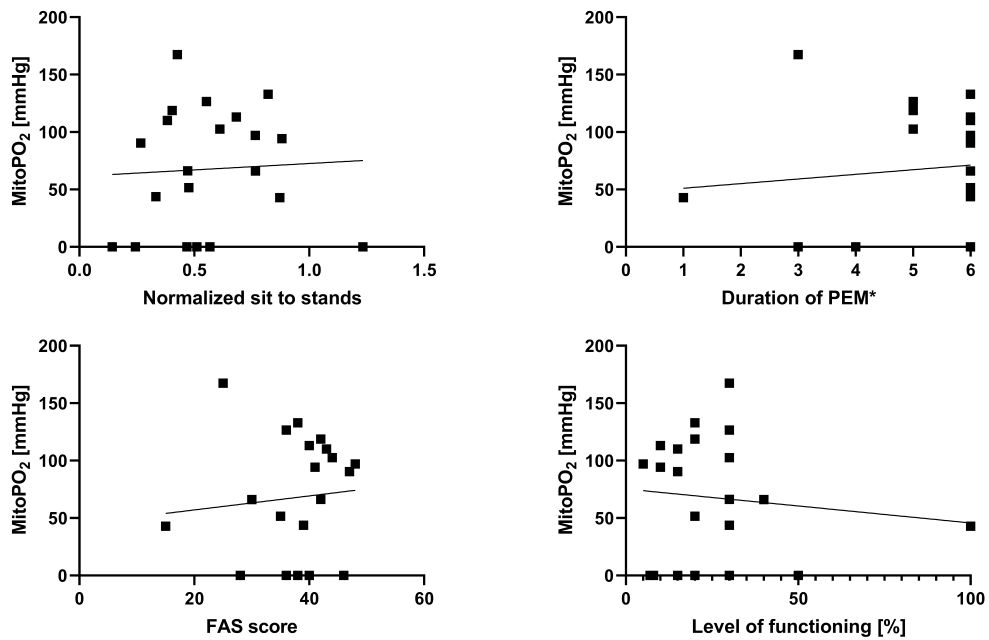 200
150
100
50
0
MitoPO2 [mmHg]
0.0 0.5 1.0 1.5
Normalized sit to stands
200
150
100
50
0
MitoPO2 [mmHg]
0 1 2 3 4 5 6
Duration of PEM*
200
150
100
50
0
MitoPO2 [mmHg]
0 20 40 60
FAS score
200
150
100
50
0
MitoPO2 [mmHg]
0 50 100
Level of functioning [%]